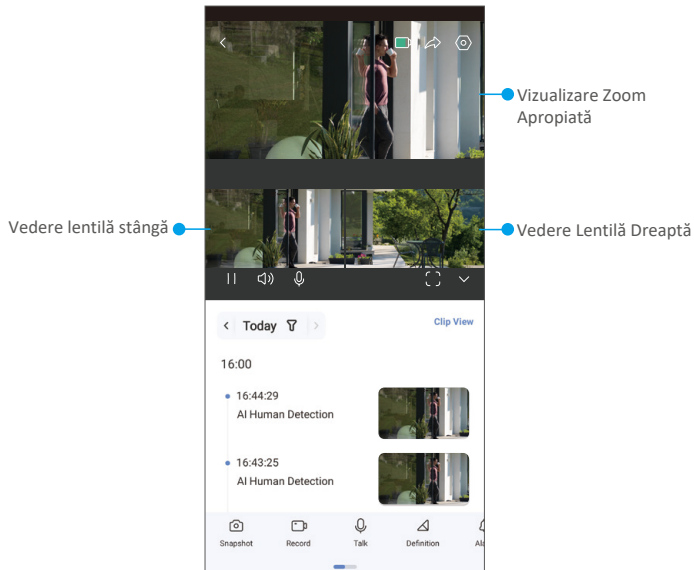 Vizualizare Zoom
Apropiată
Vedere lentilă stângă
Vedere Lentilă Dreaptă
Today
Clip View
16:00
16:44:29
AI Human Detection
16:43:25
AI Human Detection
Snapshot
Record
Talk
Definition
Ala